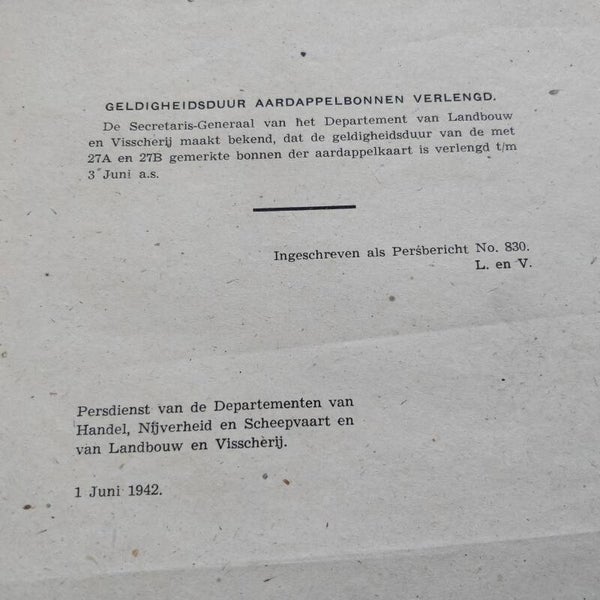 GELDIGHEIDSDUUR AARDAPPELBONNEN VERLENGD.
De Secretaris-Generaal van het Departement van Landbouw
en Visscherij maakt bekend, dat de geldigheidsduur van de met
27A en 27B gemerkte bonnen der aardappelkaart is verlengd t/m
3 Juni a.s.
Ingeschreven als Persbericht No. 830.
L. en V.
Persdienst van de Departementen van
Handel, Nijverheid en Scheepvaart en
van Landbouw en Visscherij.
1 Juni 1942.